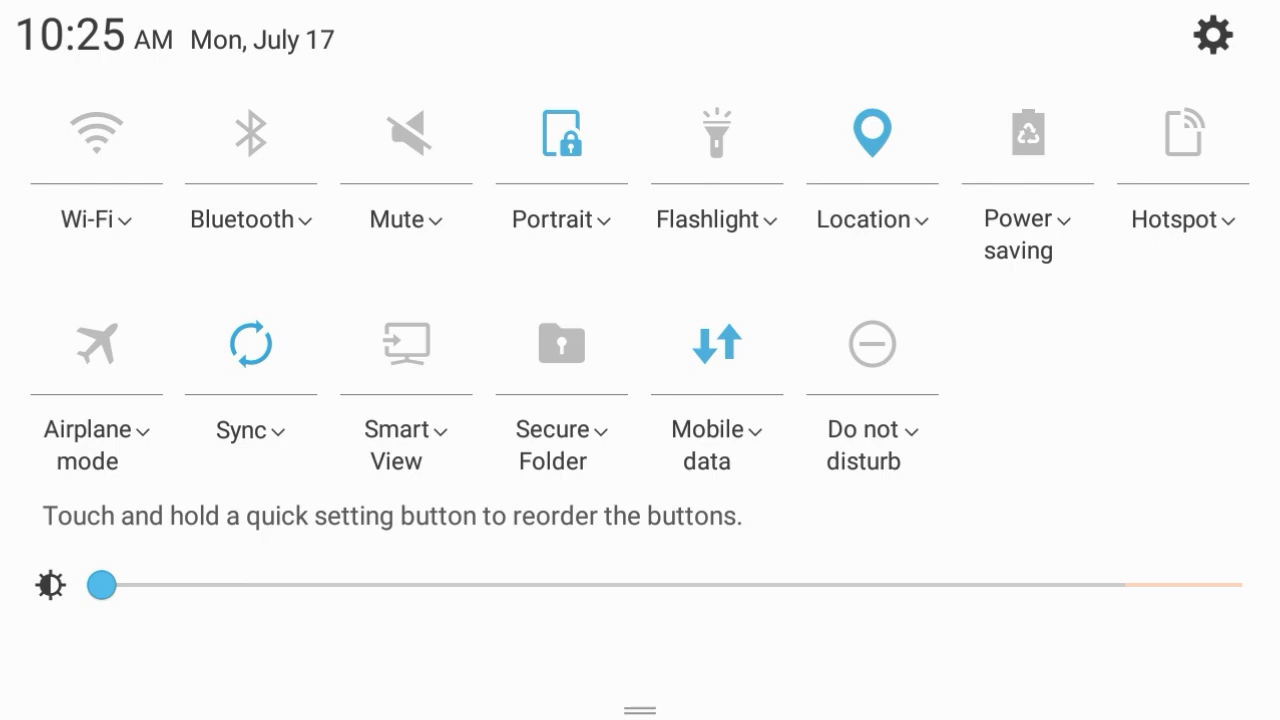 10:25 AM Mon, July 17
Wi-Fi
Bluetooth
Mute
Portrait
Flashlight
Location
Power
saving
Hotspot
Airplane
mode
Sync
Smart
View
Secure
Folder
Mobile
data
Do not
disturb
Touch and hold a quick setting button to reorder the buttons.